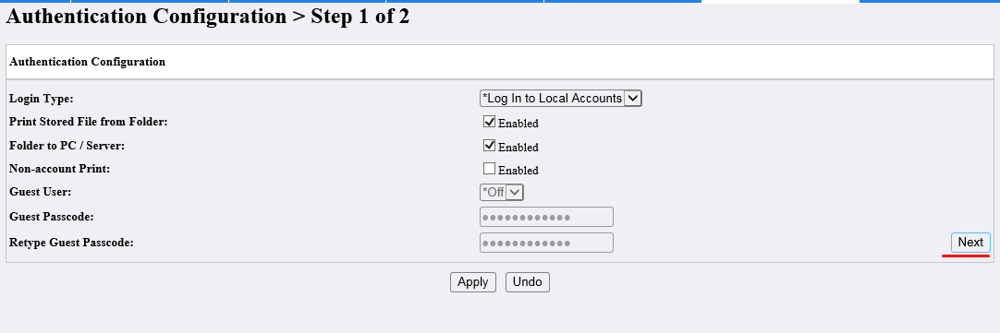 Authentication Configuration > Step 1 of 2
Authentication Configuration
Login Type: *Log In to Local Accounts
Print Stored File from Folder: Enabled
Folder to PC / Server: Enabled
Non-account Print: Enabled
Guest User: *Off
Guest Passcode: ●●●●●●●●●●●●
Retype Guest Passcode: ●●●●●●●●●●●● Next
Apply Undo